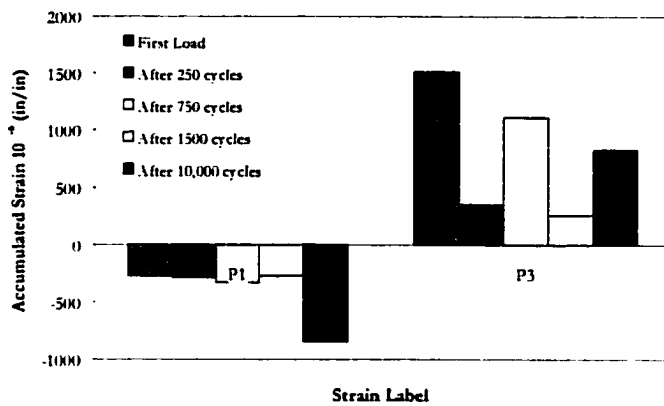 2000
1500
1000
500
0
-500
-1000
Accumulated Strain 10⁻⁶ (in/in)
First Load
After 250 cycles
After 750 cycles
After 1500 cycles
After 10,000 cycles
P1
P3
Strain Label